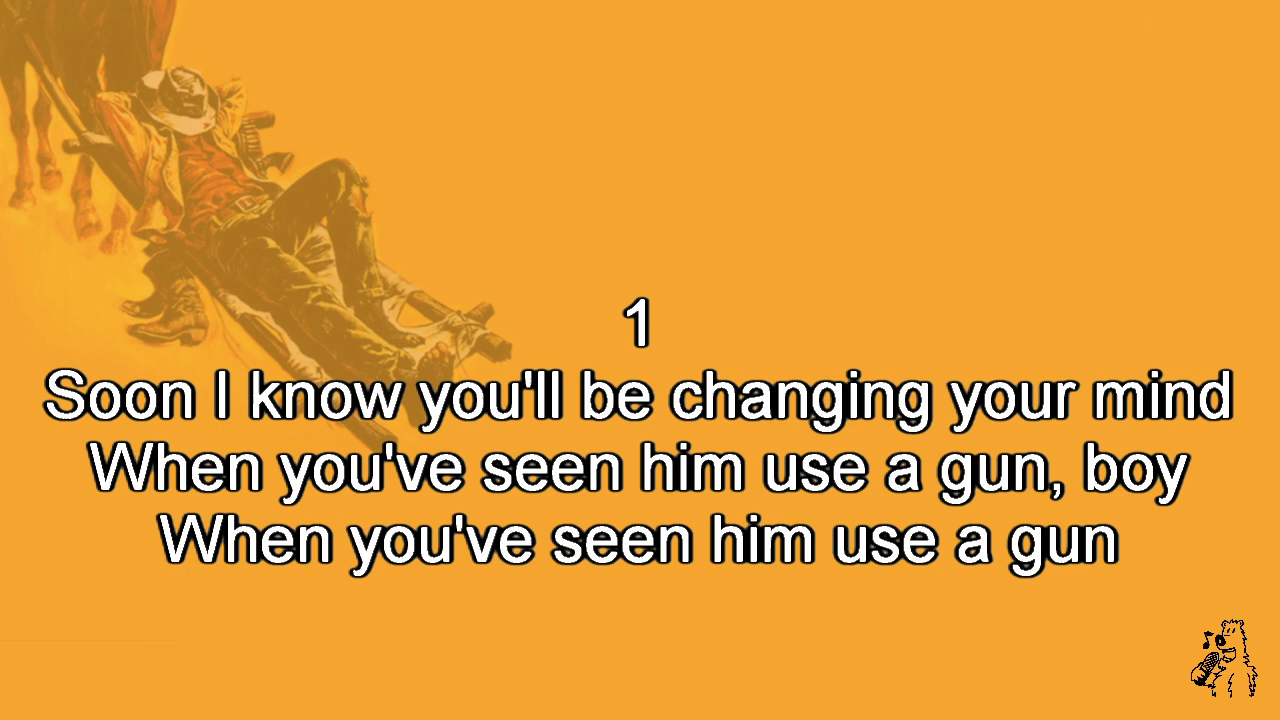 1
Soon I know you'll be changing your mind
When you've seen him use a gun, boy
When you've seen him use a gun